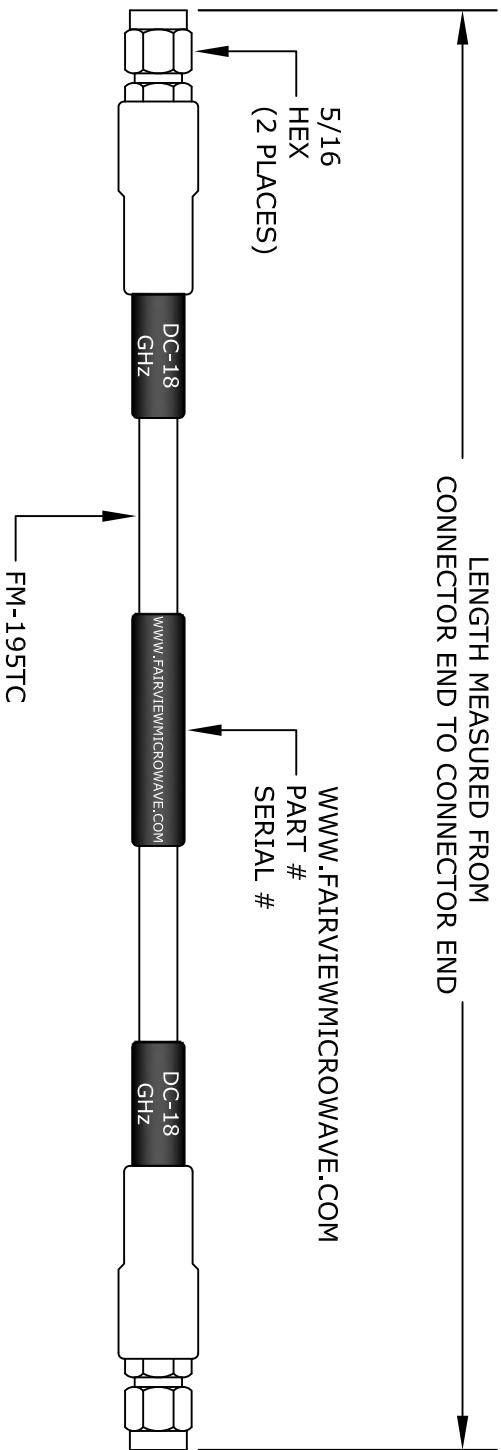 LENGTH MEASURED FROM
CONNECTOR END TO CONNECTOR END
5/16
HEX
(2 PLACES)
WWW.FAIRVIEWMICROWAVE.COM
PART #
SERIAL #
DC-18
GHz
WWW.FAIRVIEWMICROWAVE.COM
DC-18
GHz
FM-195TC